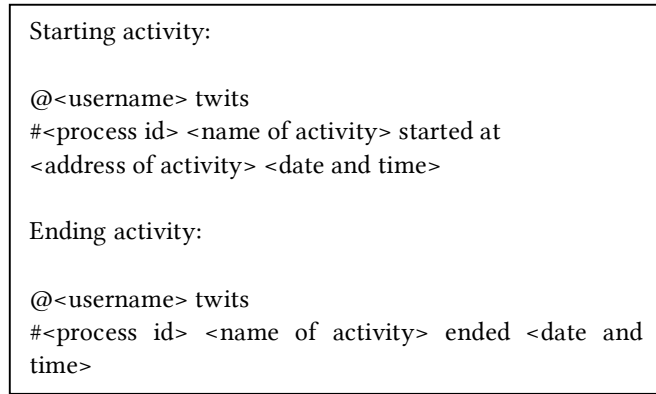 Starting activity:
@<username> twits
#<process id> <name of activity> started at
<address of activity> <date and time>
Ending activity:
@<username> twits
#<process id> <name of activity> ended <date and
time>